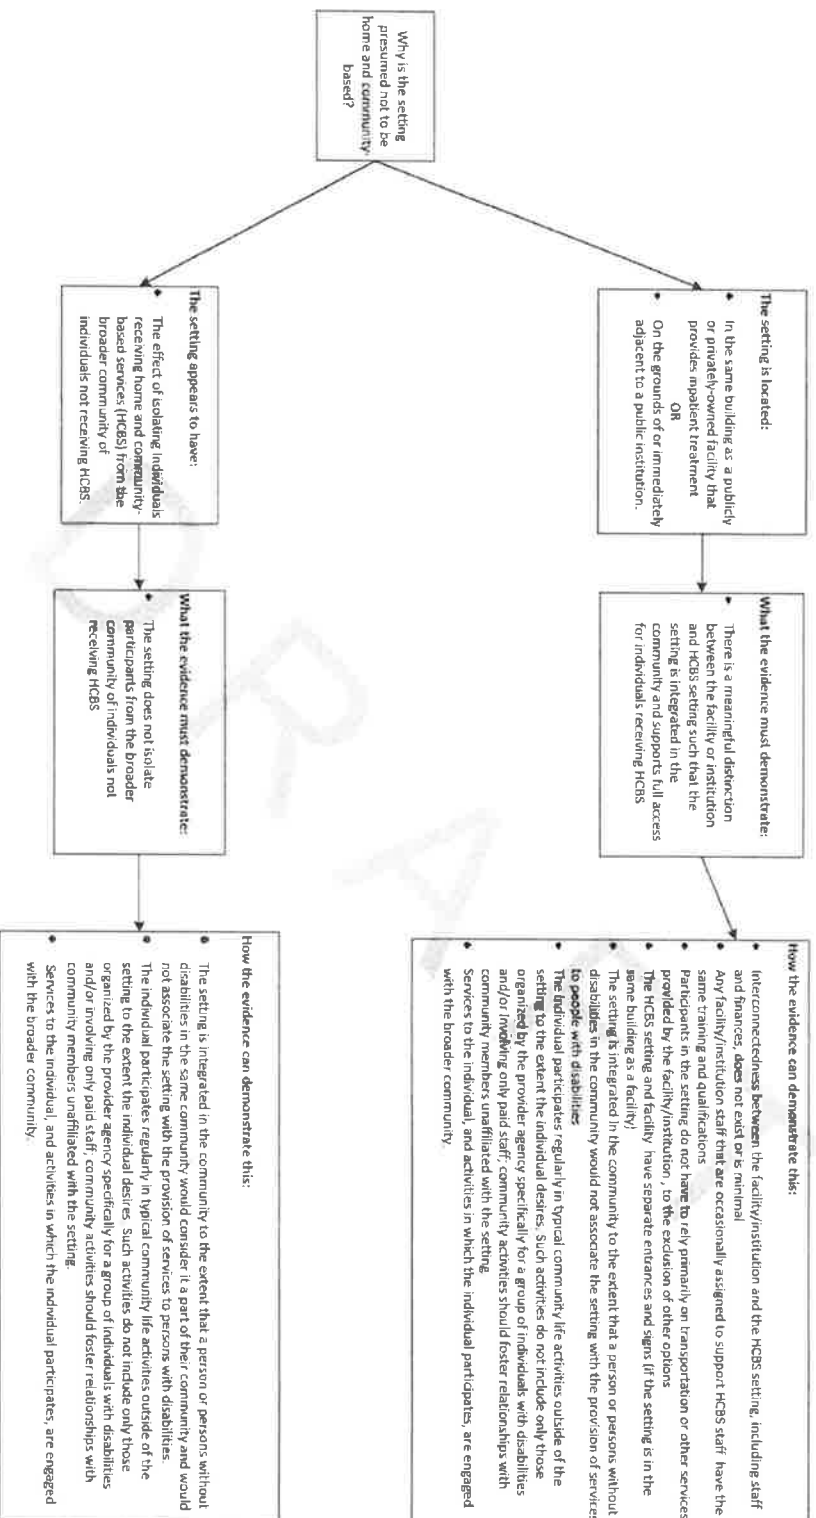 Why is the setting
presumed not to be
home and community-
based?
The setting is located:
• In the same building as a publicly
or privately-owned facility that
provides inpatient treatment
OR
• On the grounds of or immediately
adjacent to a public institution.
What the evidence must demonstrate:
• There is a meaningful distinction
between the facility or institution
and HCBS setting such that the
setting is integrated in the
community and supports full access
for individuals receiving HCBS
How the evidence can demonstrate this:
• Interconnectedness between the facility/institution and the HCBS setting, including staff
and finances, does not exist or is minimal
• Any facility/institution staff that are occasionally assigned to support HCBS staff have the
same training and qualifications
• Participants in the setting do not have to rely primarily on transportation or other services
provided by the facility/institution, to the exclusion of other options
• The HCBS setting and facility have separate entrances and signs (if the setting is in the
same building as a facility)
• The setting is integrated in the community to the extent that a person or persons without
disabilities in the community would not associate the setting with the provision of services
to people with disabilities
• The individual participates regularly in typical community life activities outside of the
setting to the extent the individual desires. Such activities do not include only those
organized by the provider agency specifically for a group of individuals with disabilities
and/or involving only paid staff; community activities should foster relationships with
community members unaffiliated with the setting
• Services to the individual, and activities in which the individual participates, are engaged
with the broader community.
The setting appears to have:
• The effect of isolating individuals
receiving home and community-
based services (HCBS) from the
broader community of
individuals not receiving HCBS.
What the evidence must demonstrate:
• The setting does not isolate
participants from the broader
community of individuals not
receiving HCBS
How the evidence can demonstrate this:
• The setting is integrated in the community to the extent that a person or persons without
disabilities in the same community would consider it a part of their community and would
not associate the setting with the provision of services to persons with disabilities.
• The individual participates regularly in typical community life activities outside of the
setting to the extent the individual desires. Such activities do not include only those
organized by the provider agency specifically for a group of individuals with disabilities
and/or involving only paid staff; community activities should foster relationships with
community members unaffiliated with the setting.
• Services to the individual, and activities in which the individual participates, are engaged
with the broader community.
DRAFT